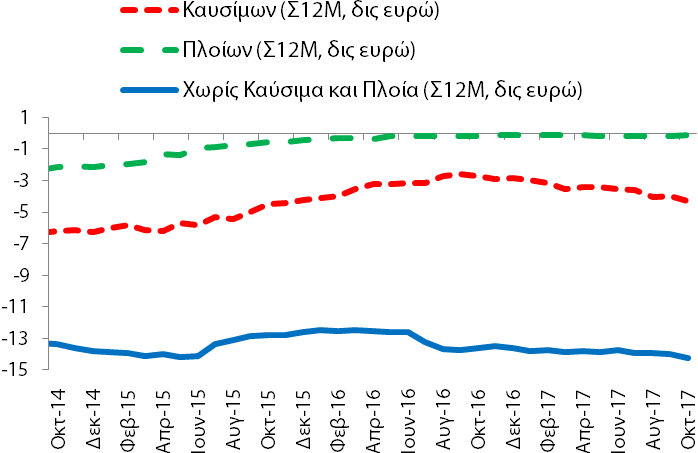 Καυσίμων (Σ12Μ, δις ευρώ)
Πλοίων (Σ12Μ, δις ευρώ)
Χωρίς Καύσιμα και Πλοία (Σ12Μ, δις ευρώ)
1
-1
-3
-5
-7
-9
-11
-13
-15
Οκτ-14
Δεκ-14
Φεβ-15
Απρ-15
Ιουν-15
Αυγ-15
Οκτ-15
Δεκ-15
Φεβ-16
Απρ-16
Ιουν-16
Αυγ-16
Οκτ-16
Δεκ-16
Φεβ-17
Απρ-17
Ιουν-17
Αυγ-17
Οκτ-17